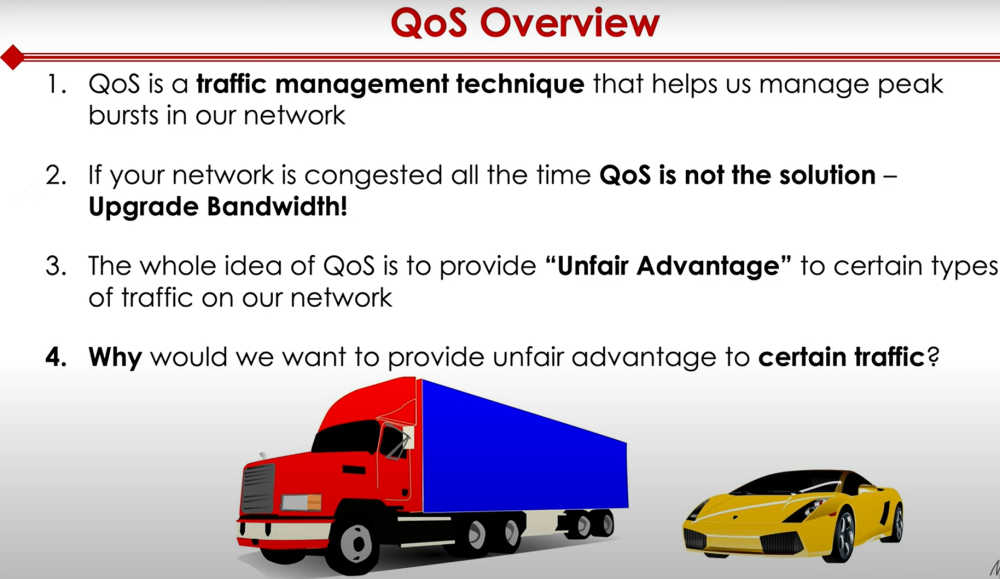 QoS Overview
1. QoS is a traffic management technique that helps us manage peak
bursts in our network
2. If your network is congested all the time QoS is not the solution –
Upgrade Bandwidth!
3. The whole idea of QoS is to provide “Unfair Advantage” to certain types
of traffic on our network
4. Why would we want to provide unfair advantage to certain traffic?